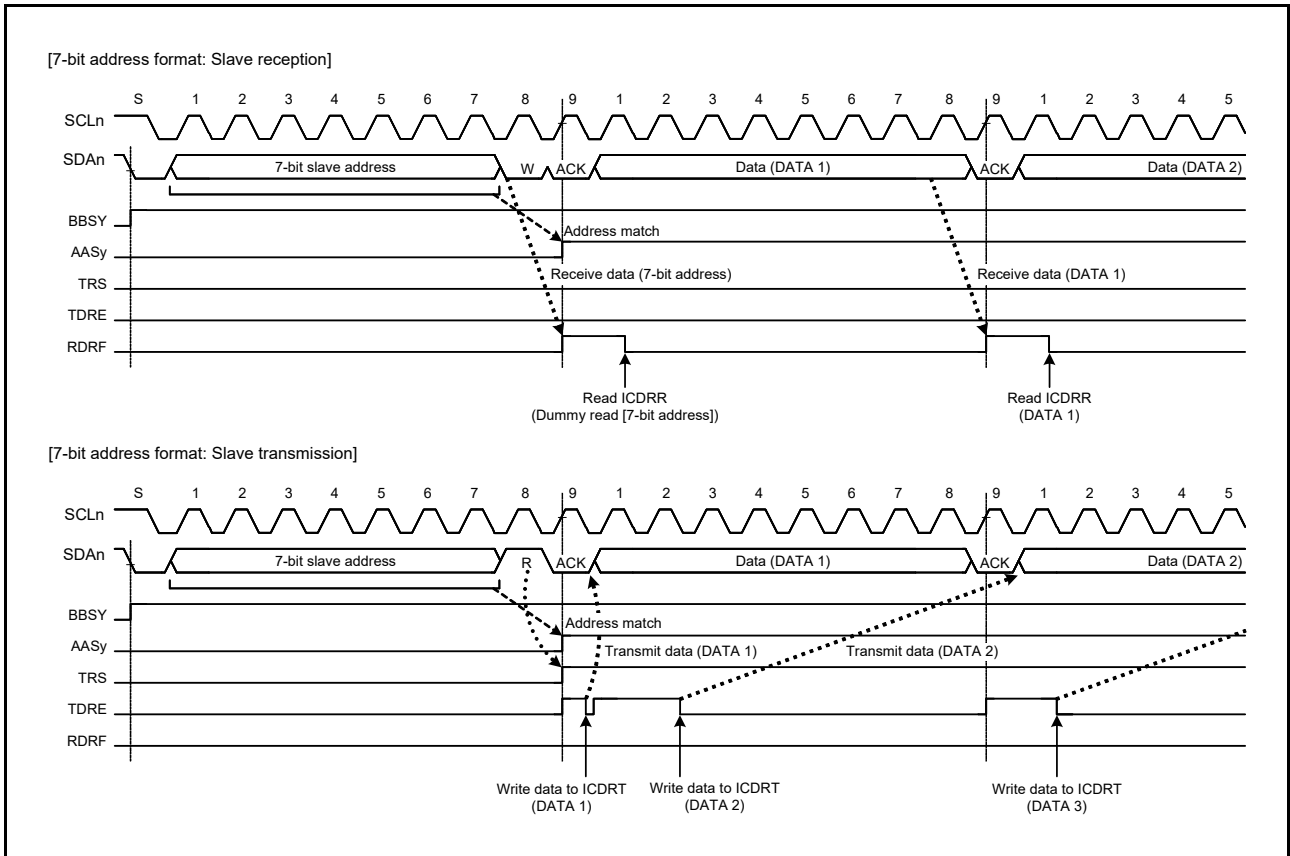 [7-bit address format: Slave reception]
S 1 2 3 4 5 6 7 8 9 1 2 3 4 5 6 7 8 9 1 2 3 4 5
SCLn
SDAn 7-bit slave address W ACK Data (DATA 1) ACK Data (DATA 2)
BBSY
Address match
AASy
Receive data (7-bit address) Receive data (DATA 1)
TRS
TDRE
RDRF
Read ICDRR Read ICDRR
(Dummy read [7-bit address]) (DATA 1)
[7-bit address format: Slave transmission]
S 1 2 3 4 5 6 7 8 9 1 2 3 4 5 6 7 8 9 1 2 3 4 5
SCLn
SDAn 7-bit slave address R ACK Data (DATA 1) ACK Data (DATA 2)
BBSY
Address match
AASy
Transmit data (DATA 1) Transmit data (DATA 2)
TRS
TDRE
RDRF
Write data to ICDRT Write data to ICDRT Write data to ICDRT
(DATA 1) (DATA 2) (DATA 3)